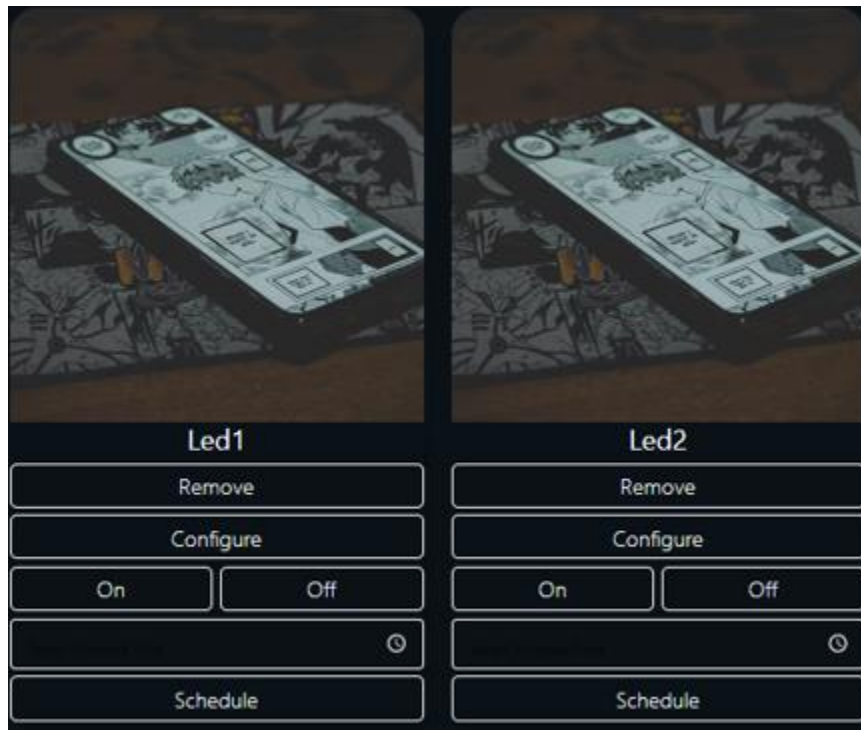 Led1
Remove
Configure
On Off
Schedule
Led2
Remove
Configure
On Off
Schedule